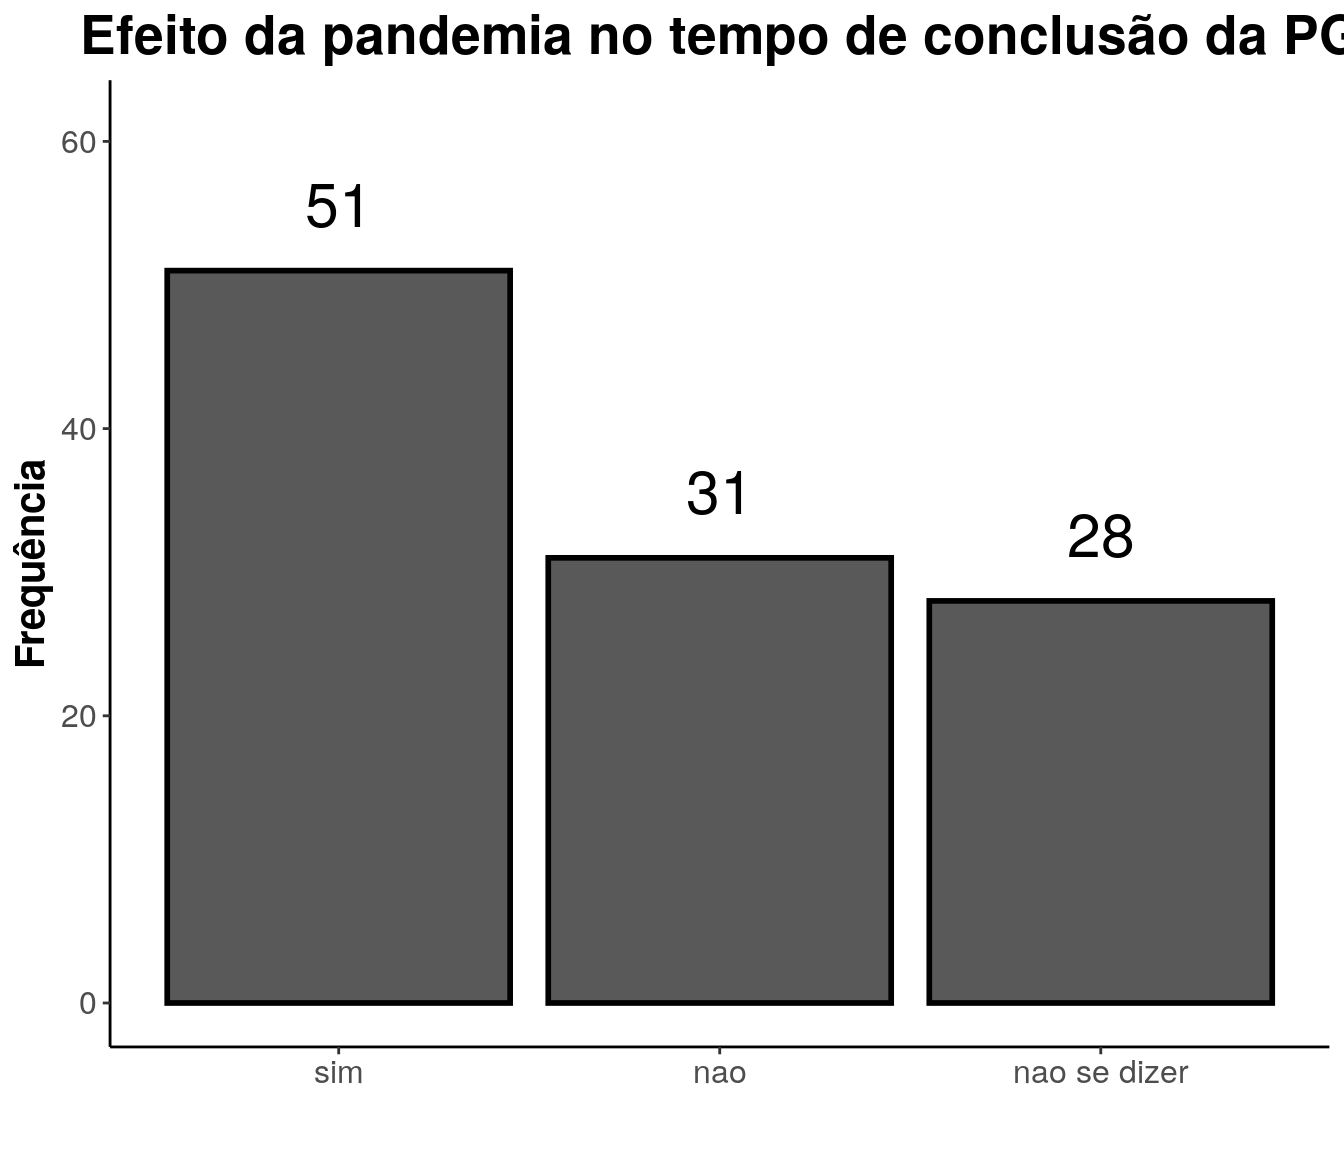 Efeito da pandemia no tempo de conclusão da PG
60
51
40
31
28
Frequência
20
0
sim
nao
nao se dizer